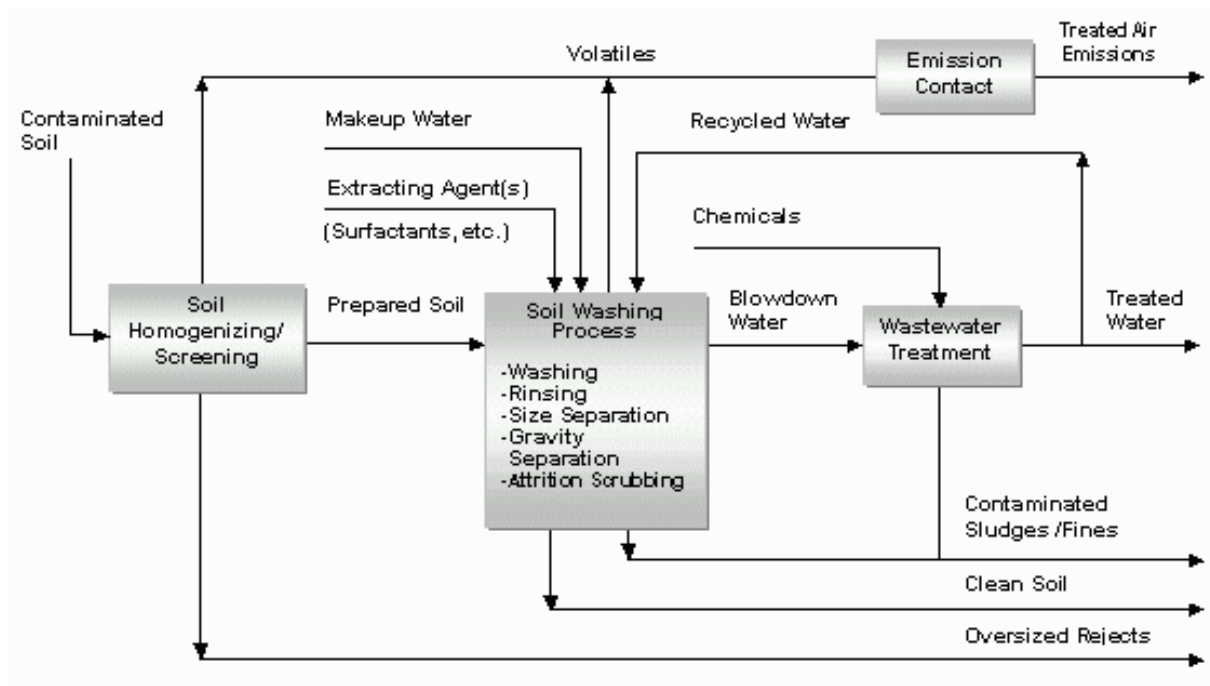 Treated Air
Emissions
Volatiles
Emission
Contact
Contaminated
Soil
Makeup Water
Recycled Water
Extracting Agent(s)
(Surfactants, etc.)
Chemicals
Soil
Homogenizing/
Screening
Prepared Soil
Soil Washing
Process
-Washing
-Rinsing
-Size Separation
-Gravity
Separation
-Attrition Scrubbing
Blowdown
Water
Wastewater
Treatment
Treated
Water
Contaminated
Sludges/Fines
Clean Soil
Oversized Rejects